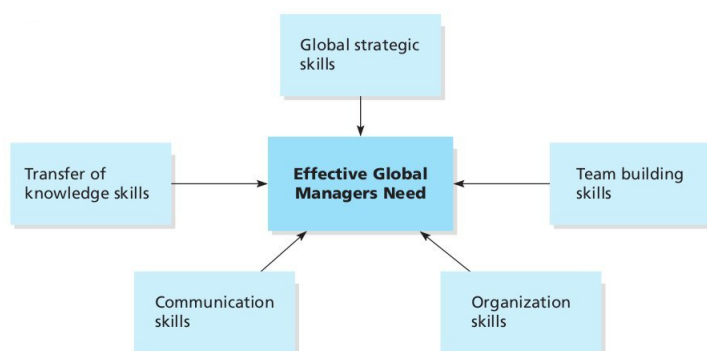 Global strategic
skills
Transfer of
knowledge skills
Effective Global
Managers Need
Team building
skills
Communication
skills
Organization
skills